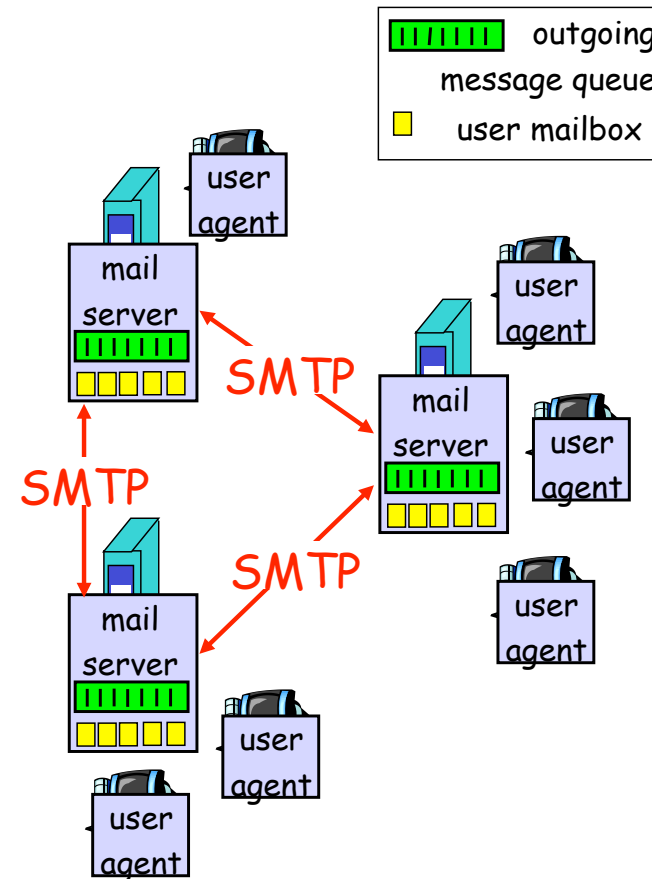 outgoing
message queue
user mailbox
user
agent
mail
server
user
agent
SMTP
mail
server
user
agent
SMTP
SMTP
mail
server
user
agent
user
agent
user
agent